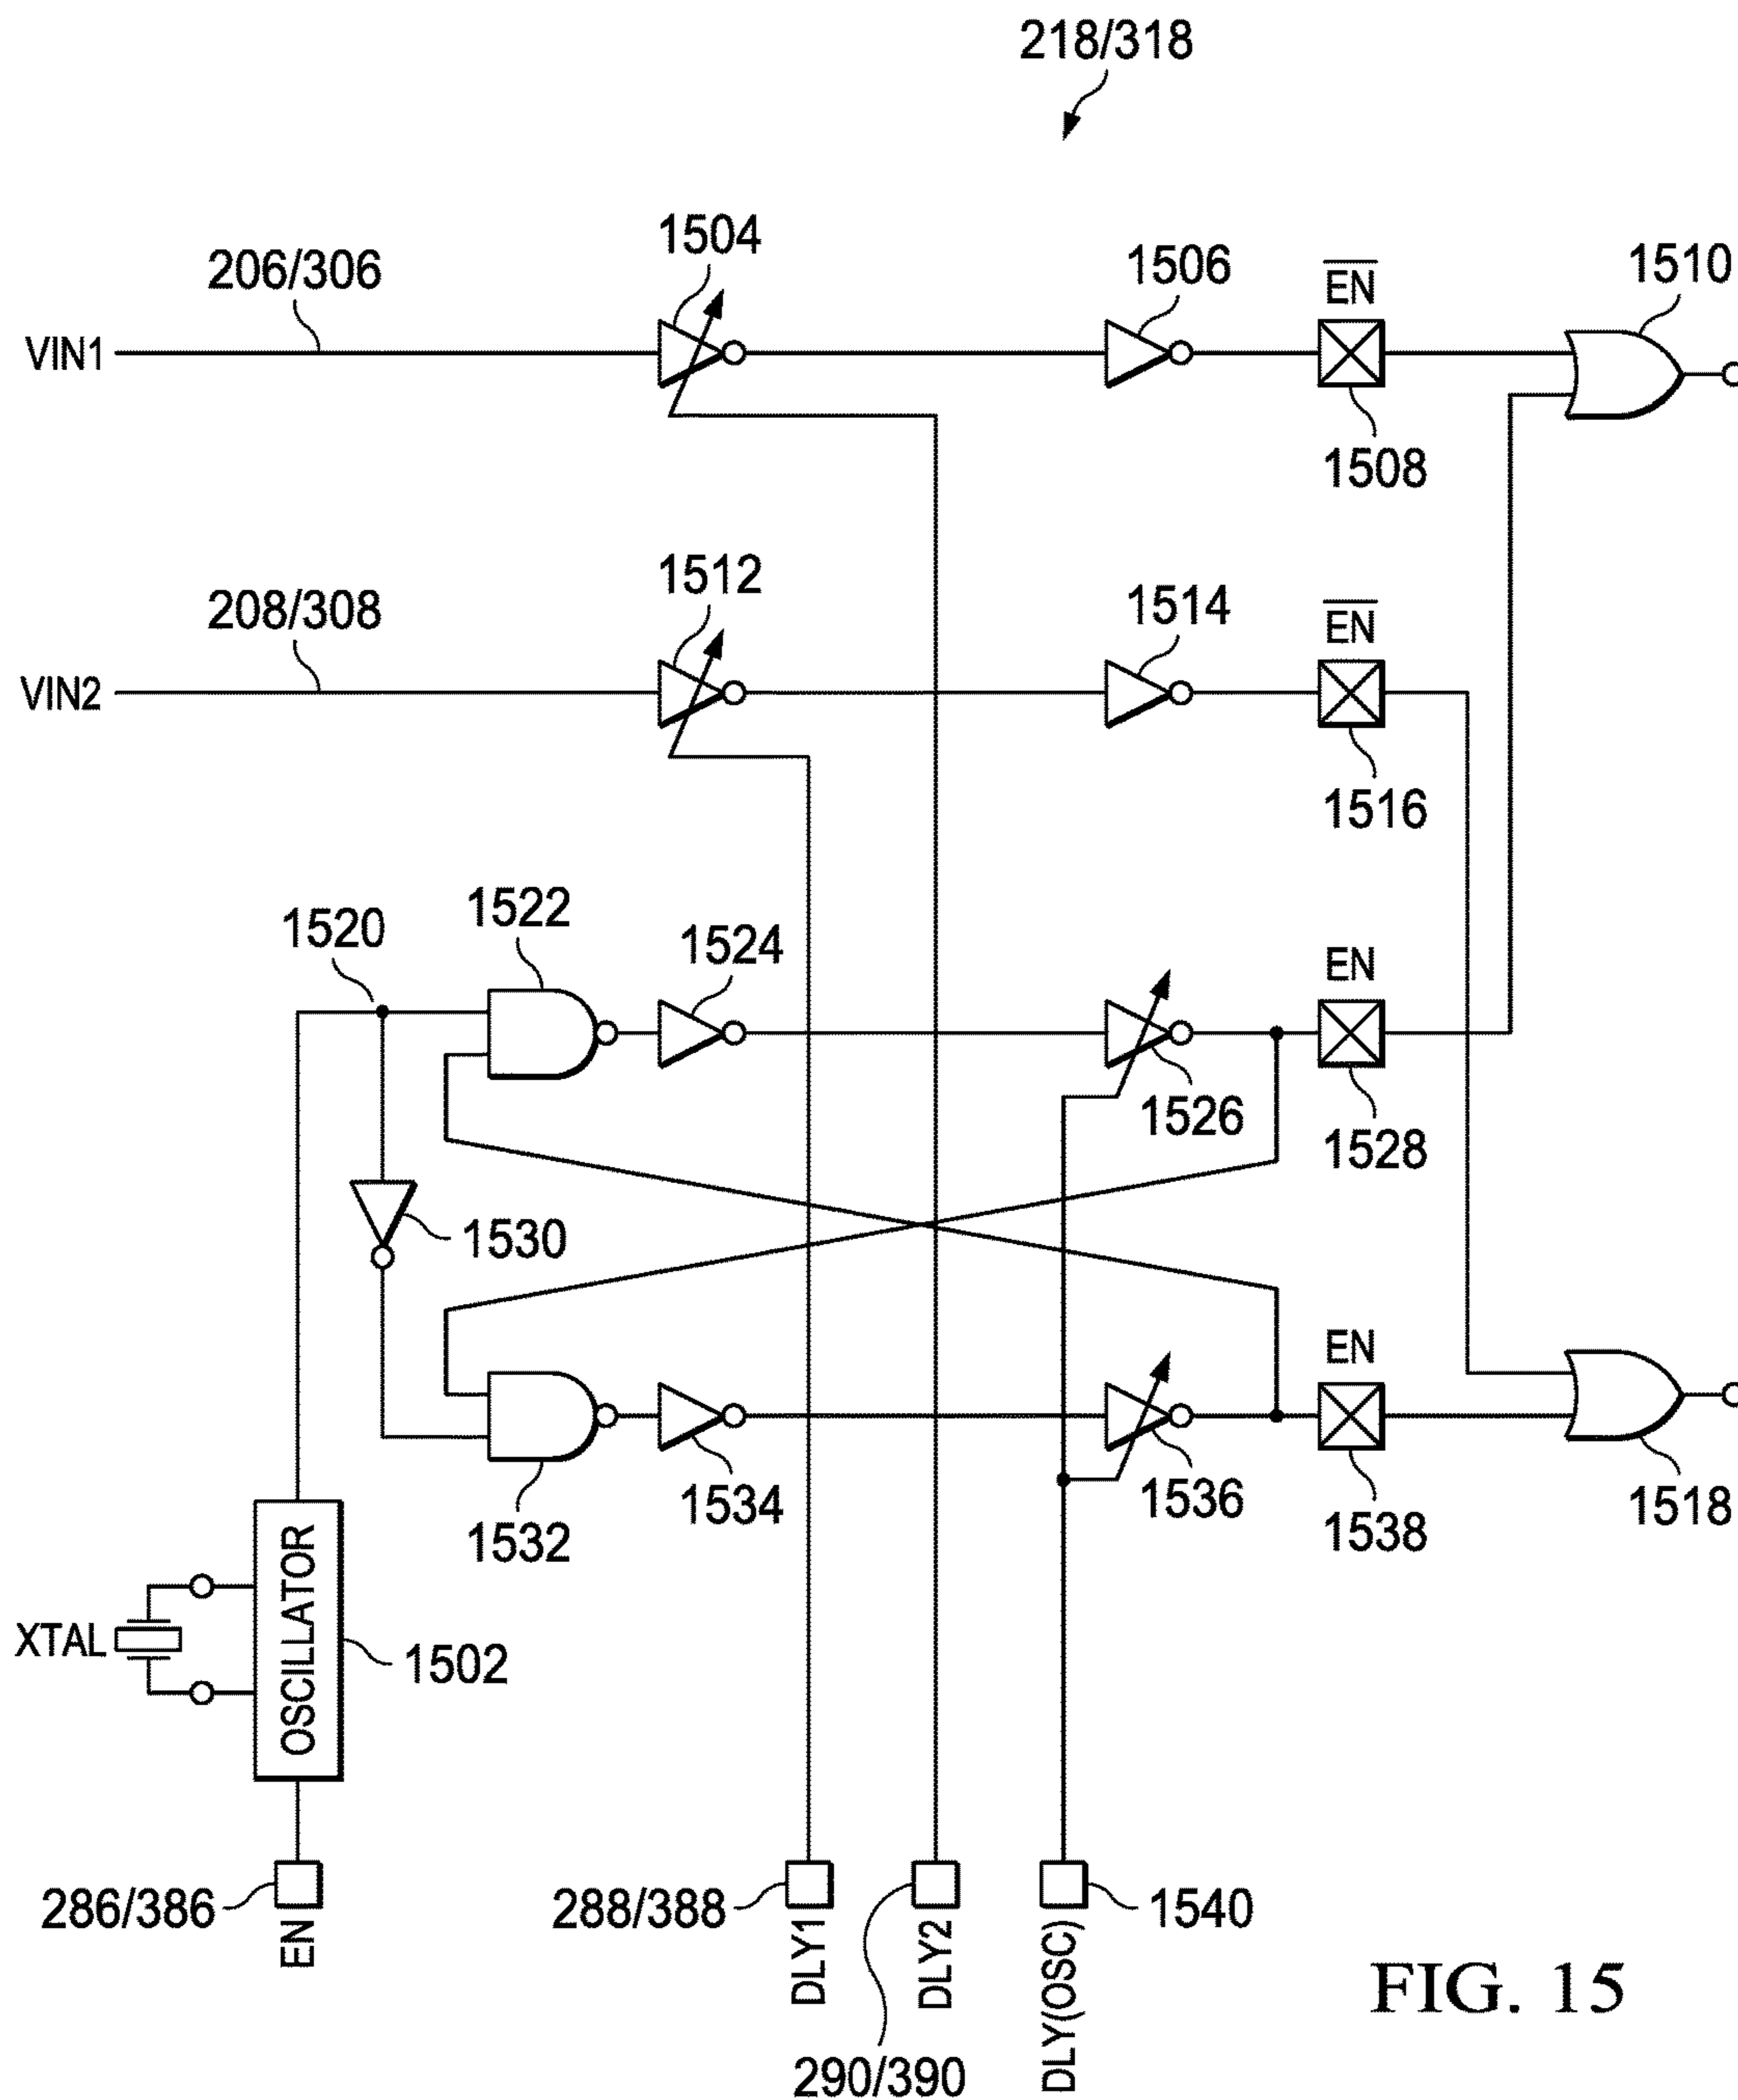 218/318
1504
206/306
1506
EN
1510
VIN1
1508
1512
208/308
1514
EN
VIN2
1516
1522
1520
1524
EN
1526
1528
1530
EN
1532
1534
1536
1538
1518
OSCILLATOR
XTAL
1502
286/386
288/388
1540
EN
DLY1
DLY2
DLY(OSC)
290/390
FIG. 15